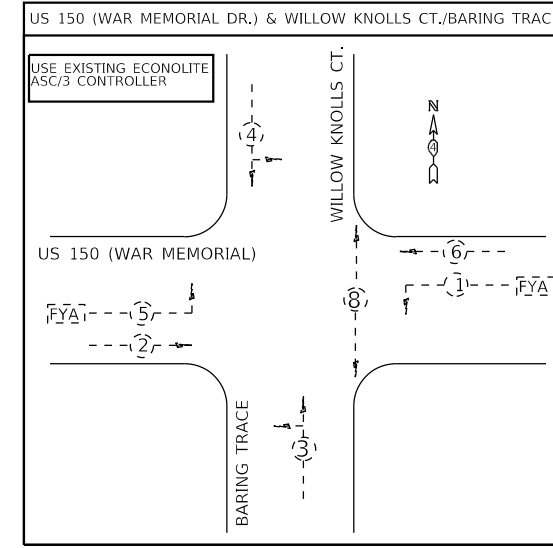 US 150 (WAR MEMORIAL DR.) & WILLOW KNOLLS CT./BARING TRAC
USE EXISTING ECONOLITE
ASC/3 CONTROLLER
WILLOW KNOLLS CT.
N
4
4
US 150 (WAR MEMORIAL)
6
1
FYA
FYA
5
8
2
BARING TRACE
3